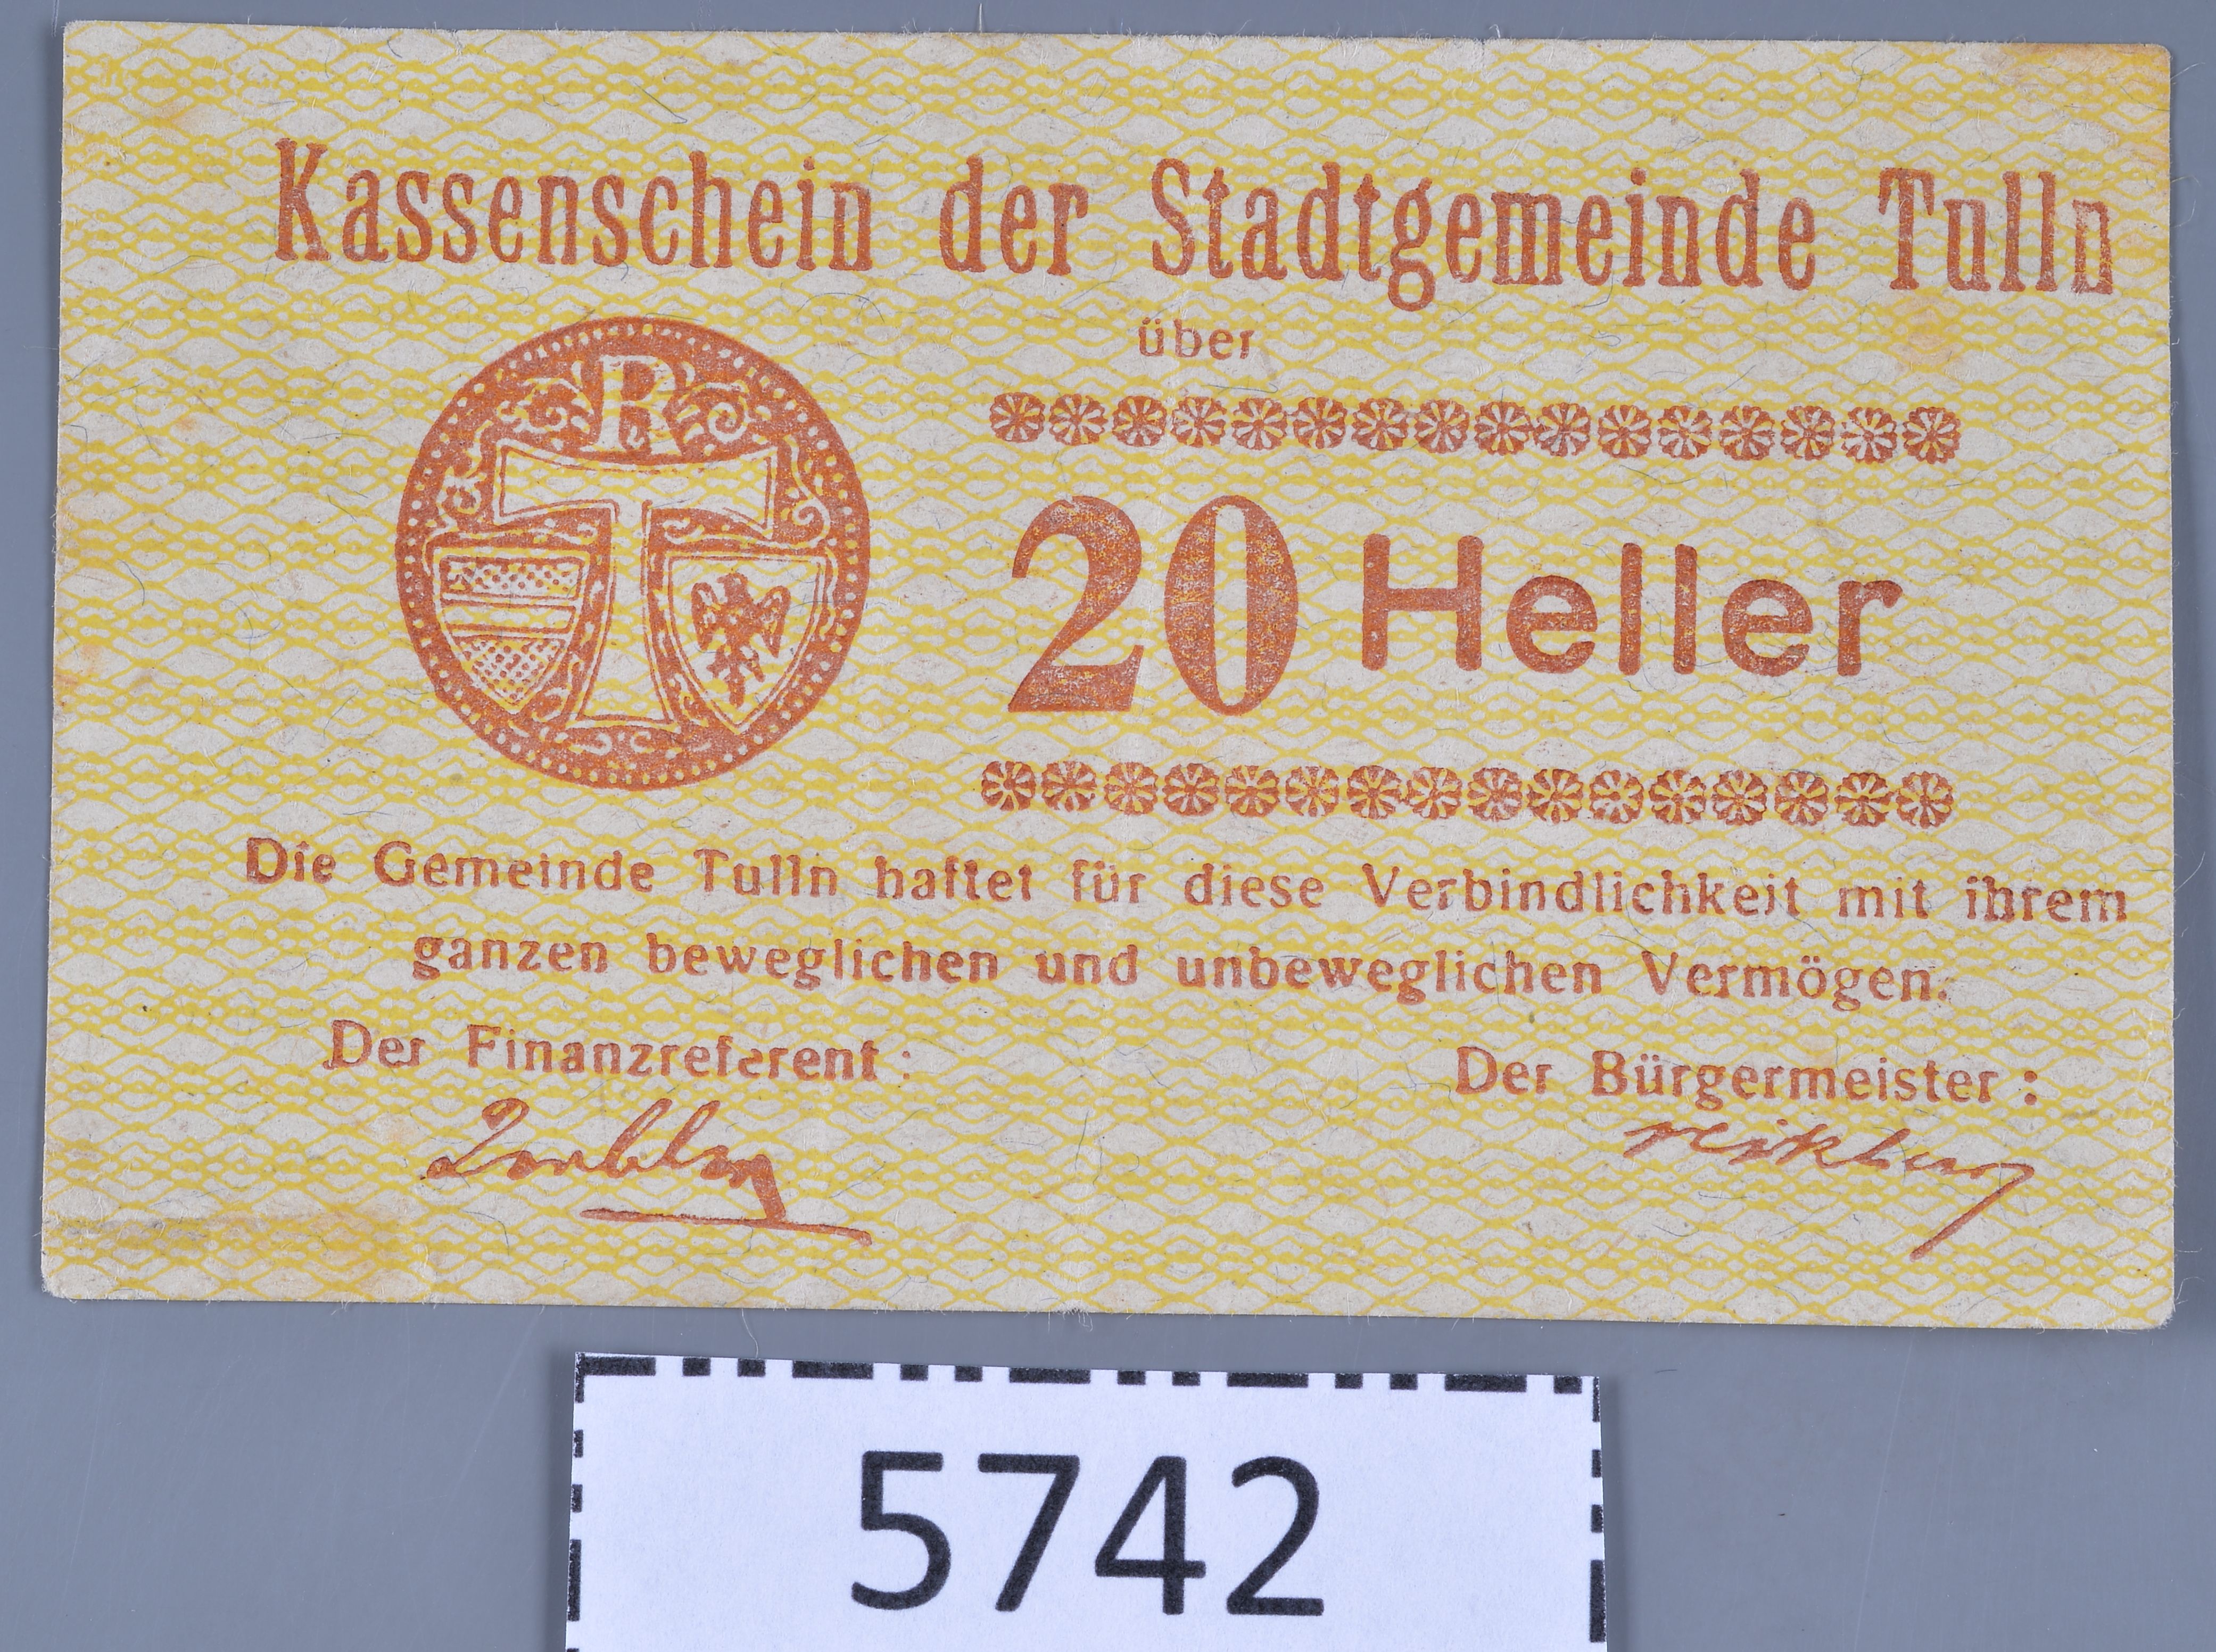 Kassenschein der Stadtgemeinde Tulln
über
R
20 Heller
Die Gemeinde Tulln haftet für diese Verbindlichkeit mit ihrem
ganzen beweglichen und unbeweglichen Vermögen.
Der Finanzreferent:
Der Bürgermeister:
5742